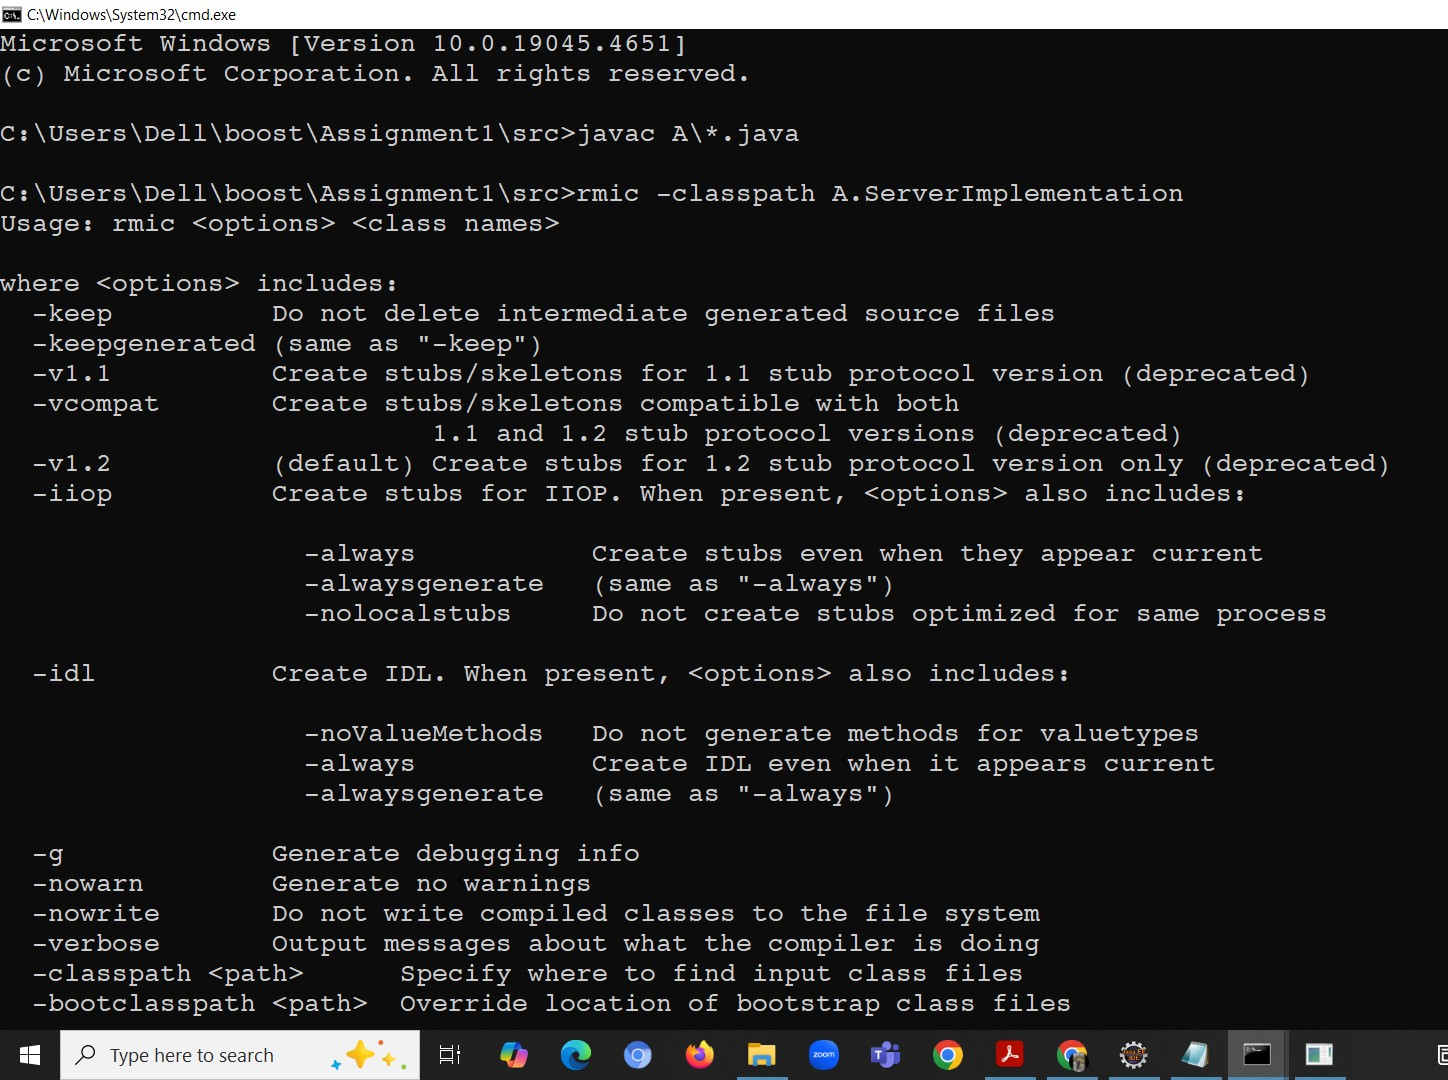 C:\Windows\System32\cmd.exe
Microsoft Windows [Version 10.0.19045.4651]
(c) Microsoft Corporation. All rights reserved.
C:\Users\Dell\boost\Assignment1\src>javac A\*.java
C:\Users\Dell\boost\Assignment1\src>rmic -classpath A.ServerImplementation
Usage: rmic <options> <class names>
where <options> includes:
-keep Do not delete intermediate generated source files
-keepgenerated (same as "-keep")
-v1.1 Create stubs/skeletons for 1.1 stub protocol version (deprecated)
-vcompat Create stubs/skeletons compatible with both
1.1 and 1.2 stub protocol versions (deprecated)
-v1.2 (default) Create stubs for 1.2 stub protocol version only (deprecated)
-iiop Create stubs for IIOP. When present, <options> also includes:
-always Create stubs even when they appear current
-alwaysgenerate (same as "-always")
-nolocalstubs Do not create stubs optimized for same process
-idl Create IDL. When present, <options> also includes:
-noValueMethods Do not generate methods for valuetypes
-always Create IDL even when it appears current
-alwaysgenerate (same as "-always")
-g Generate debugging info
-nowarn Generate no warnings
-nowrite Do not write compiled classes to the file system
-verbose Output messages about what the compiler is doing
-classpath <path> Specify where to find input class files
-bootclasspath <path> Override location of bootstrap class files
Type here to search
zoom